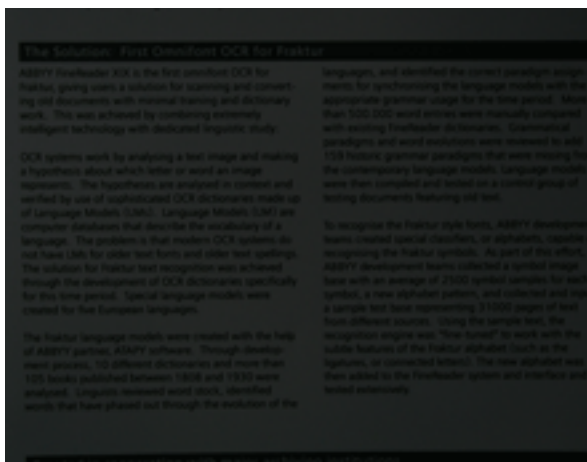 The Solution: First Omnifont OCR for Fraktur
ABBYY FineReader XIX is the first omnifont OCR for
Fraktur, giving users a solution for scanning and convert-
ing old documents with minimal training and dictionary
work. This was achieved by combining extremely
intelligent technology with dedicated linguistic study.
OCR systems work by analysing a text image and making
a hypothesis about which letter or word an image
represents. The hypotheses are analysed in context and
verified by use of sophisticated OCR dictionaries made up
of Language Models (LMs). Language Models (LM) are
computer databases that describe the vocabulary of a
language. The problem is that modern OCR systems do
not have LMs for older text fonts and older text spellings.
The solution for Fraktur text recognition was achieved
through the development of OCR dictionaries specifically
for this time period. Special language models were
created for five European languages.
The Fraktur language models were created with the help
of ABBYY partner, ATAPY software. Through develop-
ment process, 10 different dictionaries and more than
105 books published between 1808 and 1930 were
analysed. Linguists reviewed word stock, identified
words that have phased out through the evolution of the
languages, and identified the correct paradigm assign-
ments for synchronising the language models with the
appropriate grammar usage for the time period. More
than 500.000 word entries were manually compared
with existing FineReader dictionaries. Grammatical
paradigms and word evolutions were reviewed to add
159 historic grammar paradigms that were missing from
the contemporary language models. Language models
were then compiled and tested on a control group of
testing documents featuring old text.
To recognise the Fraktur style fonts, ABBYY development
teams created special classifiers, or alphabets, capable
recognising the Fraktur symbols. As part of this effort,
ABBYY development teams collected a symbol image
base with an average of 2500 symbol samples for each
symbol, a new alphabet pattern, and collected and
a sample text base representing 31000 pages of text
from different sources. Using the sample text, the
recognition engine was "fine-tuned" to work with the
subtle features of the Fraktur alphabet (such as the
ligatures, or connected letters). The new alphabet was
then added to the FineReader system and interface and
tested extensively.